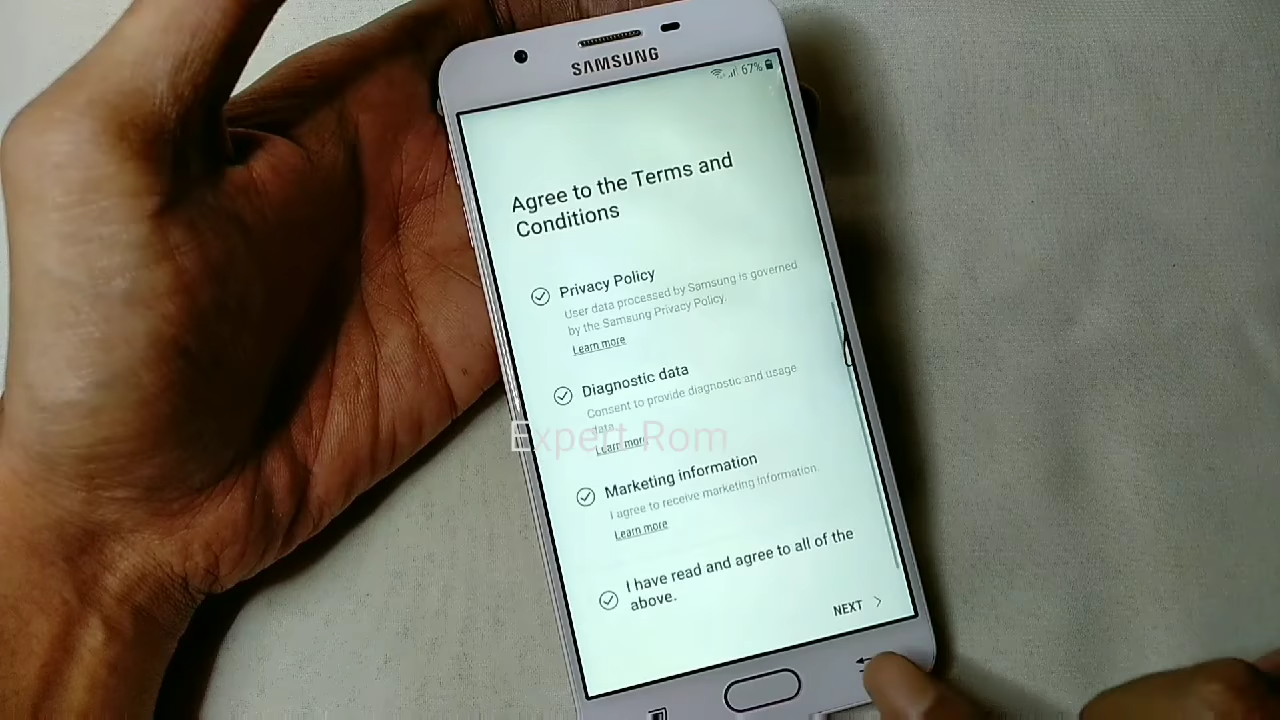 SAMSUNG
67%
Agree to the Terms and
Conditions
Privacy Policy
User data processed by Samsung is governed
by the Samsung Privacy Policy.
Learn more
Diagnostic data
Consent to provide diagnostic and usage
data.
Learn more
Expert Rom
Marketing information
I agree to receive marketing information.
Learn more
I have read and agree to all of the
above.
NEXT